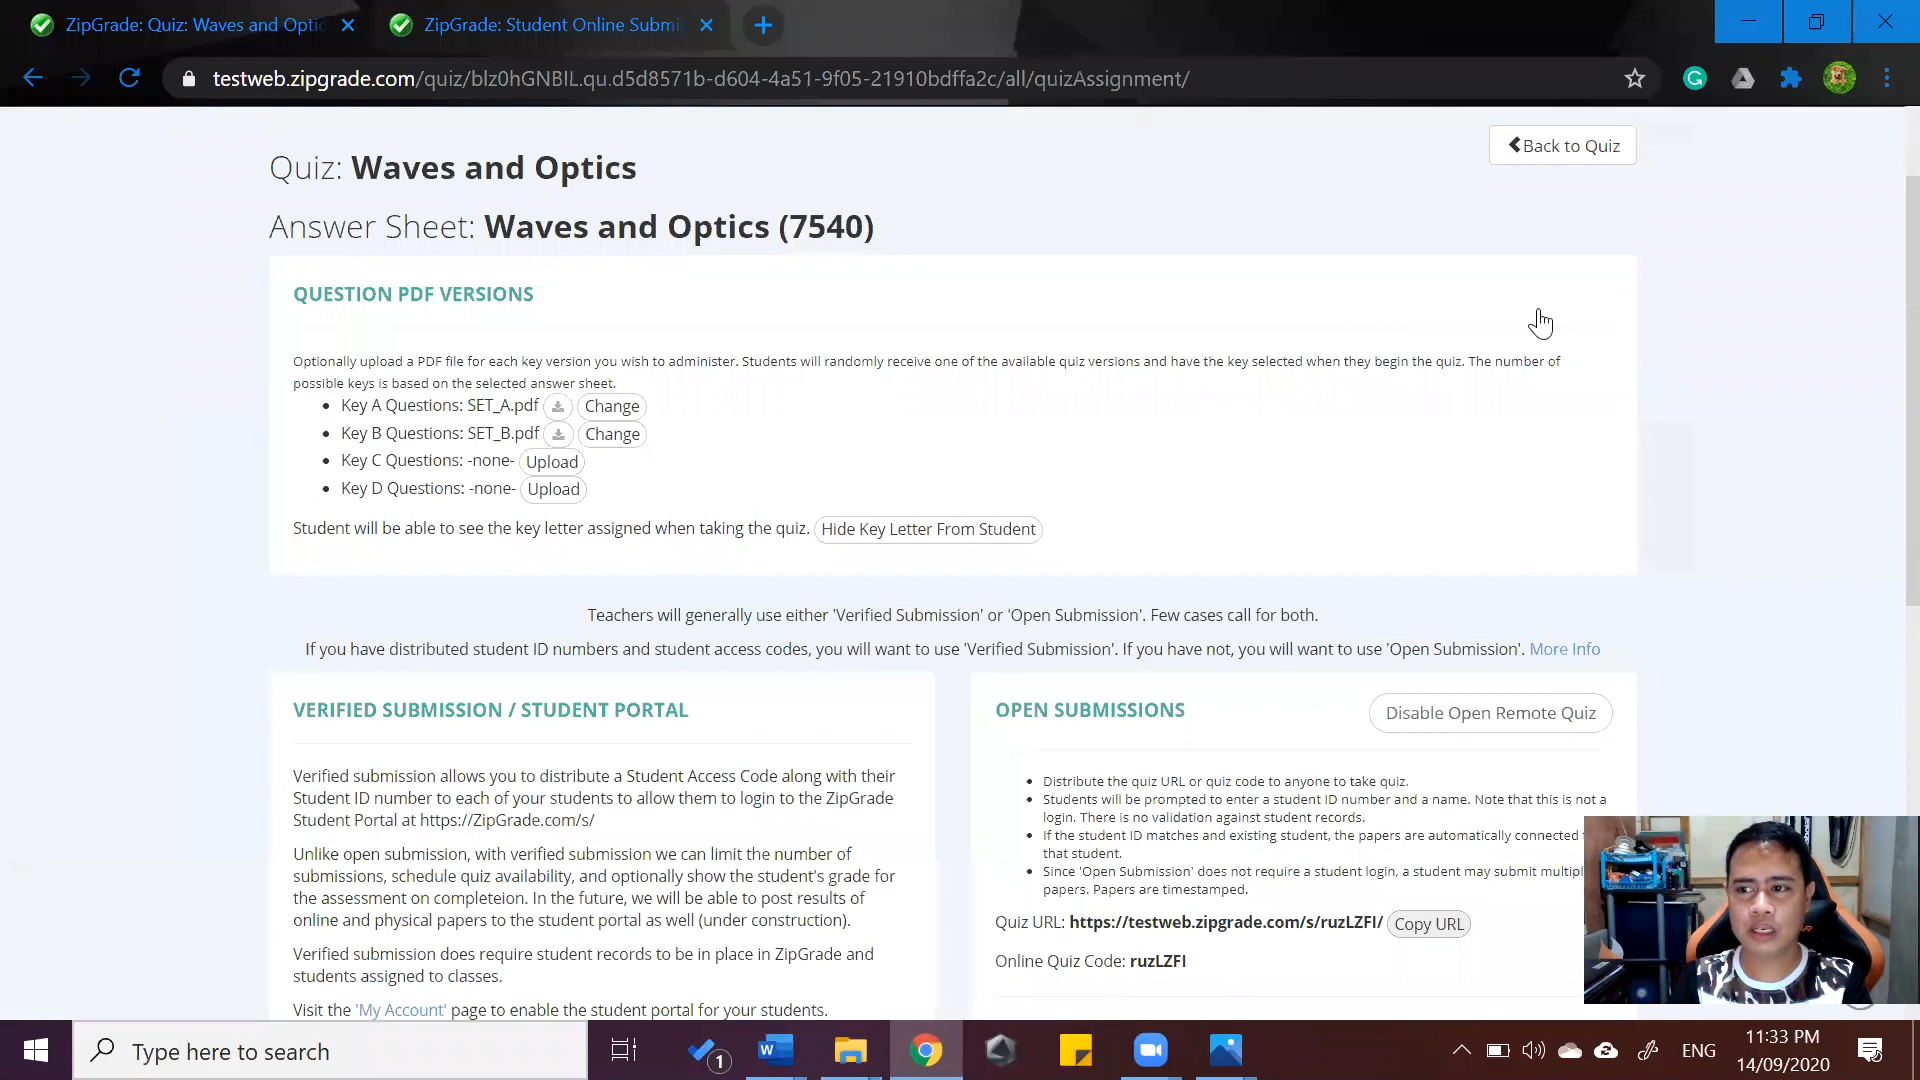 ZipGrade: Quiz: Waves and Optic
ZipGrade: Student Online Submi
testweb.zipgrade.com/quiz/blz0hGNBIL.qu.d5d8571b-d604-4a51-9f05-21910bdffa2c/all/quizAssignment/
Back to Quiz
Quiz: Waves and Optics
Answer Sheet: Waves and Optics (7540)
QUESTION PDF VERSIONS
Optionally upload a PDF file for each key version you wish to administer. Students will randomly receive one of the available quiz versions and have the key selected when they begin the quiz. The number of
possible keys is based on the selected answer sheet.
Key A Questions: SET_A.pdf Change
Key B Questions: SET_B.pdf Change
Key C Questions: -none- Upload
Key D Questions: -none- Upload
Student will be able to see the key letter assigned when taking the quiz. Hide Key Letter From Student
Teachers will generally use either 'Verified Submission' or 'Open Submission'. Few cases call for both.
If you have distributed student ID numbers and student access codes, you will want to use 'Verified Submission'. If you have not, you will want to use 'Open Submission'. More Info
VERIFIED SUBMISSION / STUDENT PORTAL
Verified submission allows you to distribute a Student Access Code along with their
Student ID number to each of your students to allow them to login to the ZipGrade
Student Portal at https://ZipGrade.com/s/
Unlike open submission, with verified submission we can limit the number of
submissions, schedule quiz availability, and optionally show the student's grade for
the assessment on completeion. In the future, we will be able to post results of
online and physical papers to the student portal as well (under construction).
Verified submission does require student records to be in place in ZipGrade and
students assigned to classes.
Visit the 'My Account' page to enable the student portal for your students.
OPEN SUBMISSIONS
Disable Open Remote Quiz
Distribute the quiz URL or quiz code to anyone to take quiz.
Students will be prompted to enter a student ID number and a name. Note that this is not a
login. There is no validation against student records.
If the student ID matches and existing student, the papers are automatically connected
that student.
Since 'Open Submission' does not require a student login, a student may submit multipl
papers. Papers are timestamped.
Quiz URL: https://testweb.zipgrade.com/s/ruzLZFI/ Copy URL
Online Quiz Code: ruzLZFI
Type here to search
1
ENG
11:33 PM
14/09/2020